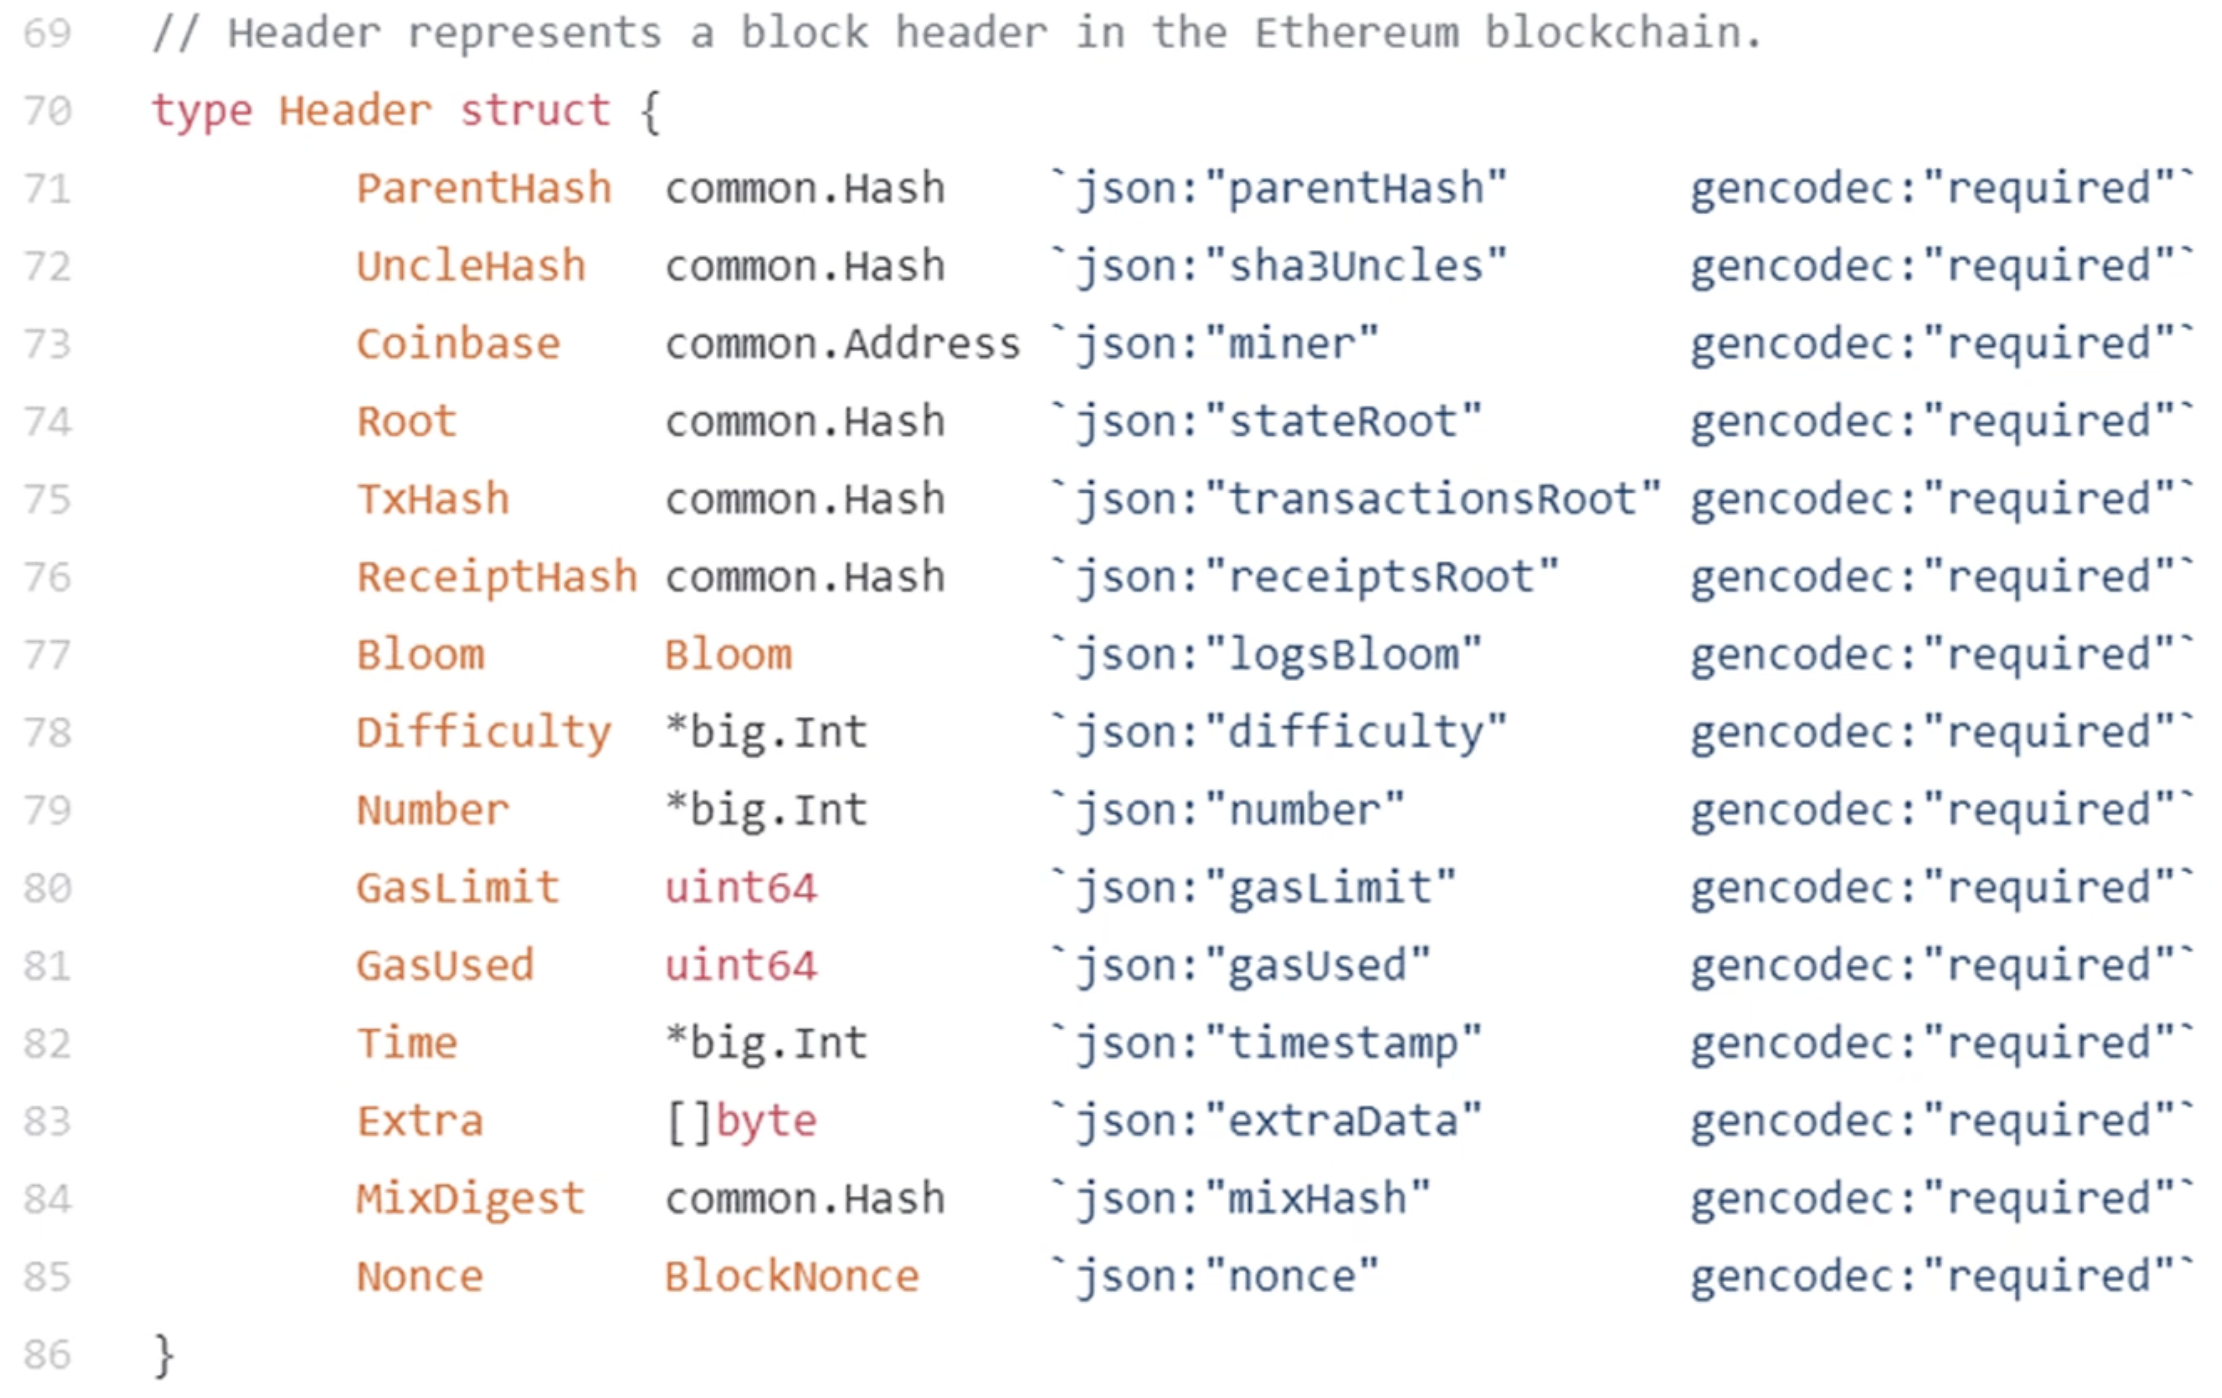 69 // Header represents a block header in the Ethereum blockchain.
70 type Header struct {
71 ParentHash common.Hash `json:"parentHash" gencodec:"required"`
72 UncleHash common.Hash `json:"sha3Uncles" gencodec:"required"`
73 Coinbase common.Address `json:"miner" gencodec:"required"`
74 Root common.Hash `json:"stateRoot" gencodec:"required"`
75 TxHash common.Hash `json:"transactionsRoot" gencodec:"required"`
76 ReceiptHash common.Hash `json:"receiptsRoot" gencodec:"required"`
77 Bloom Bloom `json:"logsBloom" gencodec:"required"`
78 Difficulty *big.Int `json:"difficulty" gencodec:"required"`
79 Number *big.Int `json:"number" gencodec:"required"`
80 GasLimit uint64 `json:"gasLimit" gencodec:"required"`
81 GasUsed uint64 `json:"gasUsed" gencodec:"required"`
82 Time *big.Int `json:"timestamp" gencodec:"required"`
83 Extra []byte `json:"extraData" gencodec:"required"`
84 MixDigest common.Hash `json:"mixHash" gencodec:"required"`
85 Nonce BlockNonce `json:"nonce" gencodec:"required"`
86 }